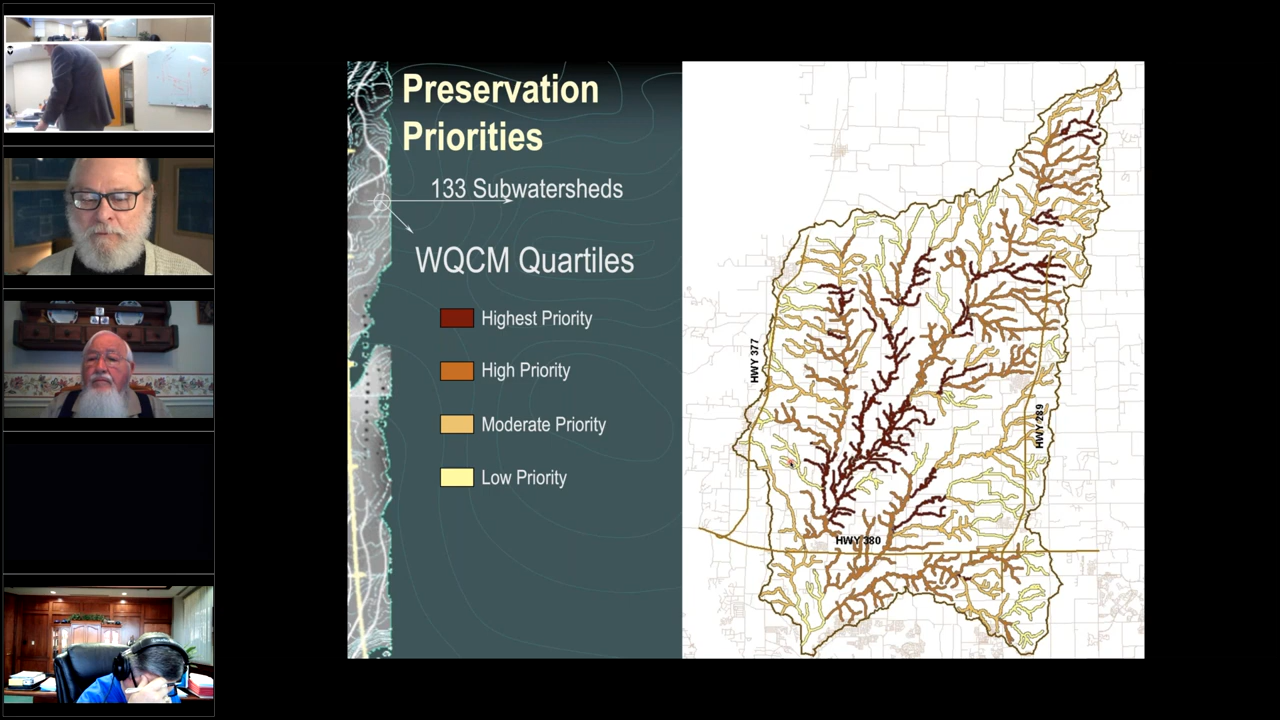 Preservation
Priorities
133 Subwatersheds
WQCM Quartiles
Highest Priority
High Priority
Moderate Priority
Low Priority
HWY 377
HWY 289
HWY 380